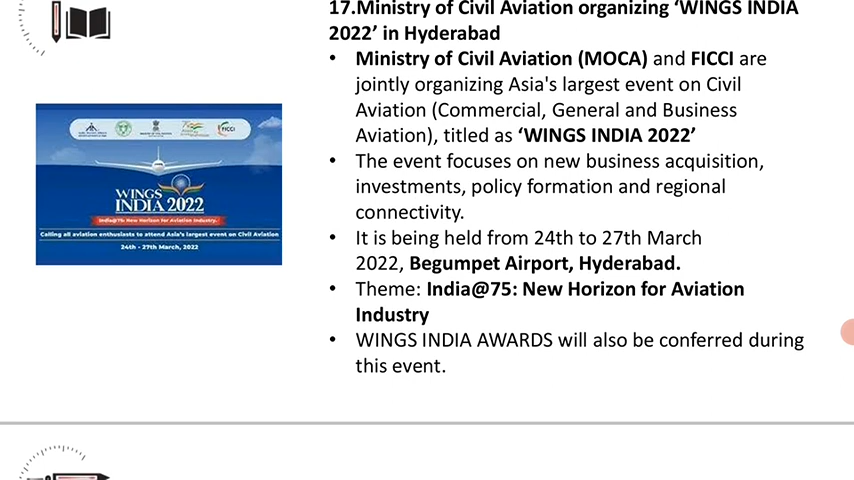 17.Ministry of Civil Aviation organizing ‘WINGS INDIA
2022’ in Hyderabad
• Ministry of Civil Aviation (MOCA) and FICCI are
jointly organizing Asia's largest event on Civil
Aviation (Commercial, General and Business
Aviation), titled as ‘WINGS INDIA 2022’
• The event focuses on new business acquisition,
investments, policy formation and regional
connectivity.
• It is being held from 24th to 27th March
2022, Begumpet Airport, Hyderabad.
• Theme: India@75: New Horizon for Aviation
Industry
• WINGS INDIA AWARDS will also be conferred during
this event.
FICCI
WINGS
INDIA 2022
India@75: New Horizon for Aviation Industry.
Calling all aviation enthusiasts to attend Asia's largest event on Civil Aviation
24th - 27th March, 2022